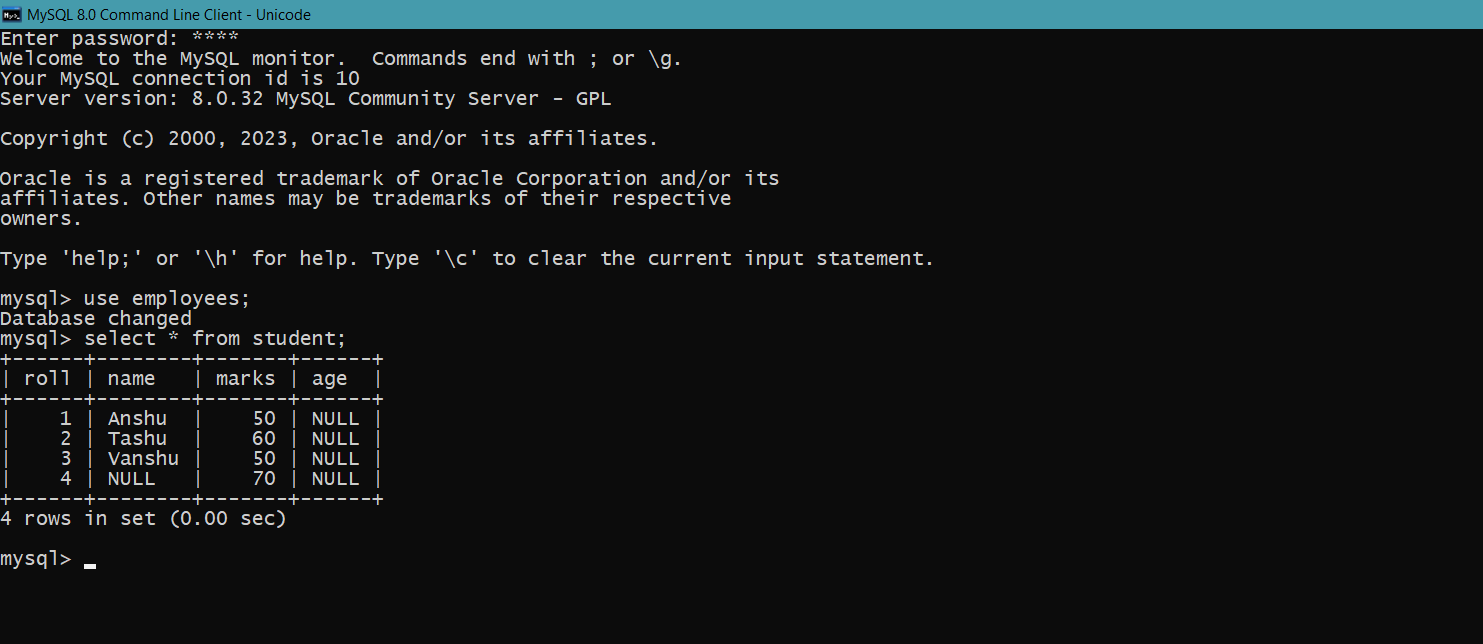 MySQL 8.0 Command Line Client - Unicode
Enter password: ****
Welcome to the MySQL monitor.  Commands end with ; or \g.
Your MySQL connection id is 10
Server version: 8.0.32 MySQL Community Server - GPL

Copyright (c) 2000, 2023, Oracle and/or its affiliates.

Oracle is a registered trademark of Oracle Corporation and/or its
affiliates. Other names may be trademarks of their respective
owners.

Type 'help;' or '\h' for help. Type '\c' to clear the current input statement.

mysql> use employees;
Database changed
mysql> select * from student;
+------+--------+-------+------+
| roll | name   | marks | age  |
+------+--------+-------+------+
|    1 | Anshu  |    50 | NULL |
|    2 | Tashu  |    60 | NULL |
|    3 | Vanshu |    50 | NULL |
|    4 | NULL   |    70 | NULL |
+------+--------+-------+------+
4 rows in set (0.00 sec)

mysql> _